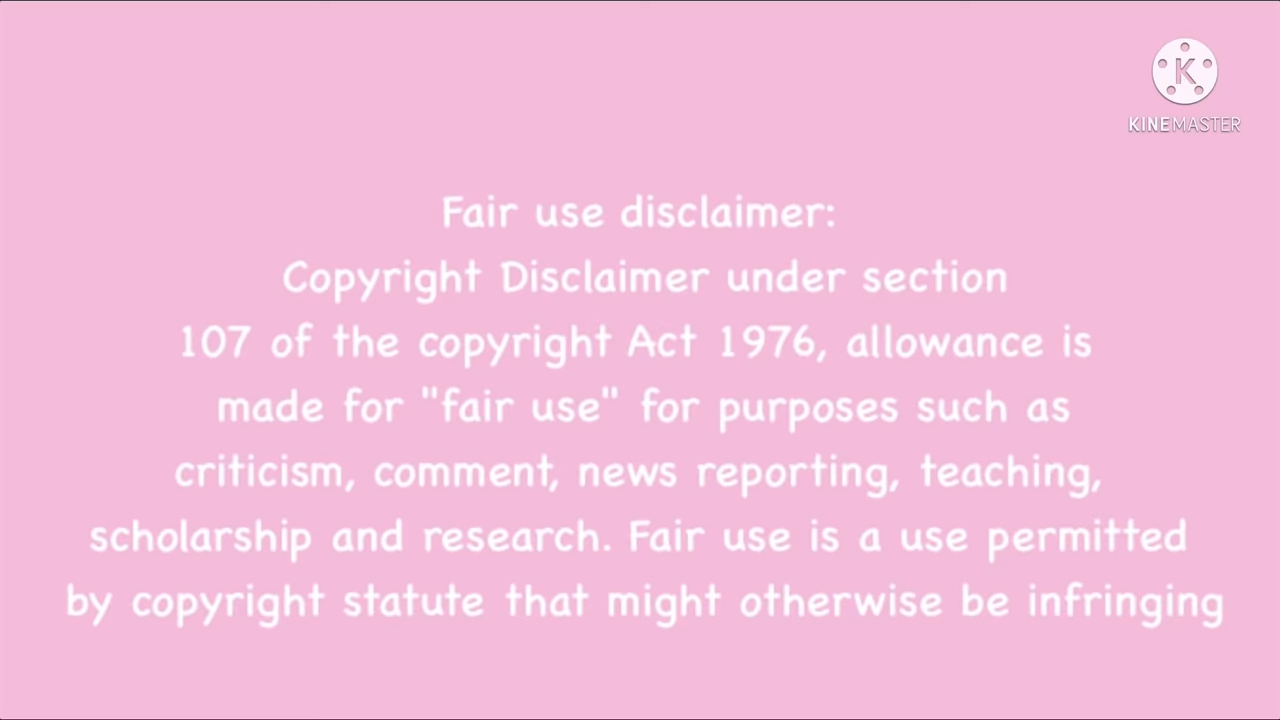 K
KINEMASTER
Fair use disclaimer:
Copyright Disclaimer under section
107 of the copyright Act 1976, allowance is
made for "fair use" for purposes such as
criticism, comment, news reporting, teaching,
scholarship and research. Fair use is a use permitted
by copyright statute that might otherwise be infringing